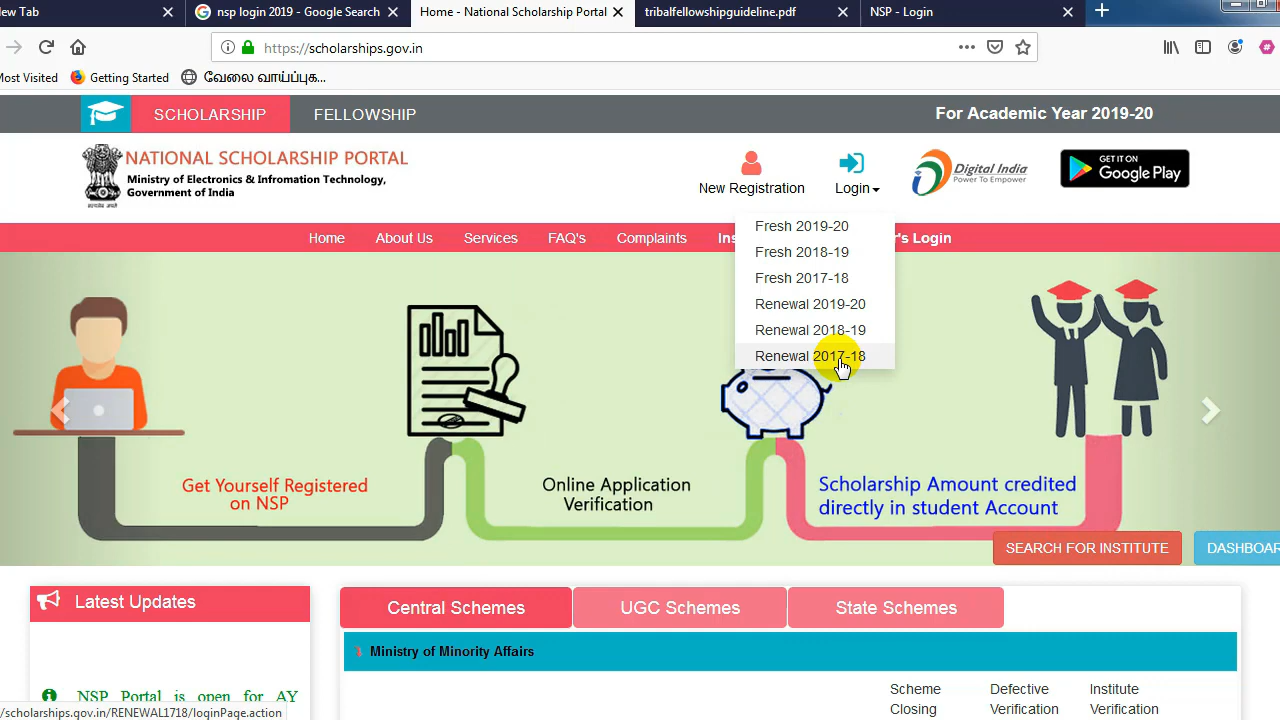 New Tab
nsp login 2019 - Google Search
Home - National Scholarship Portal
tribalfellowshipguideline.pdf
NSP - Login
https://scholarships.gov.in
Most Visited
Getting Started
வேலை வாய்ப்புக...
SCHOLARSHIP
FELLOWSHIP
For Academic Year 2019-20
NATIONAL SCHOLARSHIP PORTAL
Ministry of Electronics & Infrormation Technology,
Government of India
New Registration
Login
Digital India
Power To Empower
GET IT ON
Google Play
Home About Us Services FAQ's Complaints Ins r's Login
Fresh 2019-20
Fresh 2018-19
Fresh 2017-18
Renewal 2019-20
Renewal 2018-19
Renewal 2017-18
Get Yourself Registered
on NSP
Online Application
Verification
Scholarship Amount credited
directly in student Account
SEARCH FOR INSTITUTE
DASHBOAR
Latest Updates
Central Schemes
UGC Schemes
State Schemes
Ministry of Minority Affairs
NSP Portal is open for AY
Scheme Defective Institute
Closing Verification Verification
/scholarships.gov.in/RENEWAL1718/loginPage.action